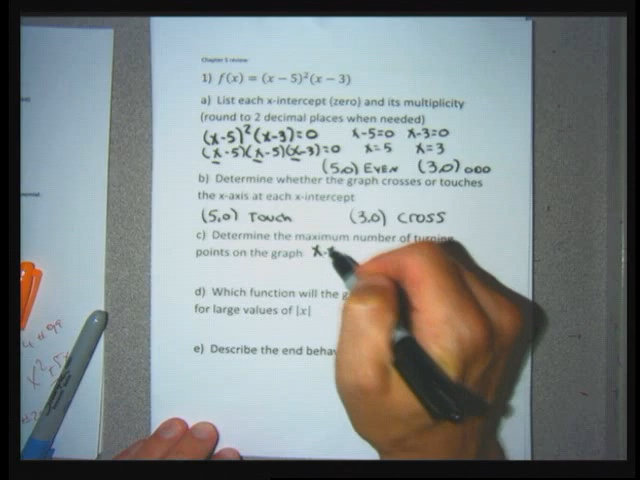 Chapter 5 review
1) f(x) = (x − 5)²(x − 3)
a) List each x-intercept (zero) and its multiplicity
(round to 2 decimal places when needed)
(x-5)²(x-3)=0 x-5=0 x-3=0
(x-5)(x-5)(x-3)=0 x=5 x=3
(5,0) EVEN (3,0) ODD
b) Determine whether the graph crosses or touches
the x-axis at each x-intercept
(5,0) TOUCH (3,0) CROSS
c) Determine the maximum number of turning
points on the graph x
d) Which function will the
for large values of |x|
e) Describe the end
x²